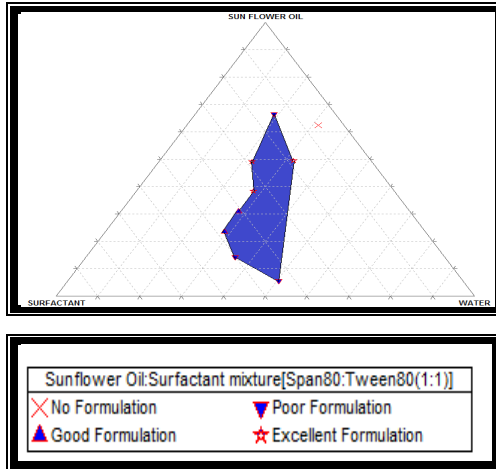 SUN FLOWER OIL
SURFACTANT WATER
Sunflower Oil:Surfactant mixture[Span80:Tween80(1:1)]
No Formulation Poor Formulation
Good Formulation Excellent Formulation